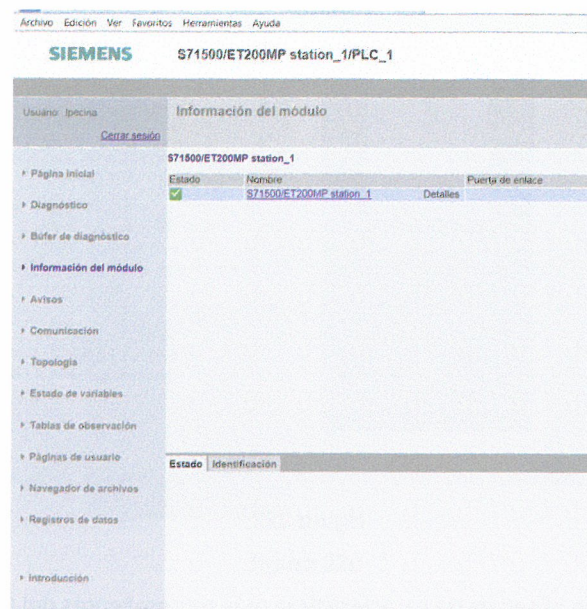 Archivo Edición Ver Favoritos Herramientas Ayuda
SIEMENS
S71500/ET200MP station_1/PLC_1
Usuario: lpecina
Información del módulo
Cerrar sesión
S71500/ET200MP station_1
Estado Nombre Puerta de enlace
S71500/ET200MP station_1 Detalles
Página inicial
Diagnóstico
Búfer de diagnóstico
Información del módulo
Avisos
Comunicación
Topología
Estado de variables
Tablas de observación
Páginas de usuario
Estado Identificación
Navegador de archivos
Registros de datos
Introducción